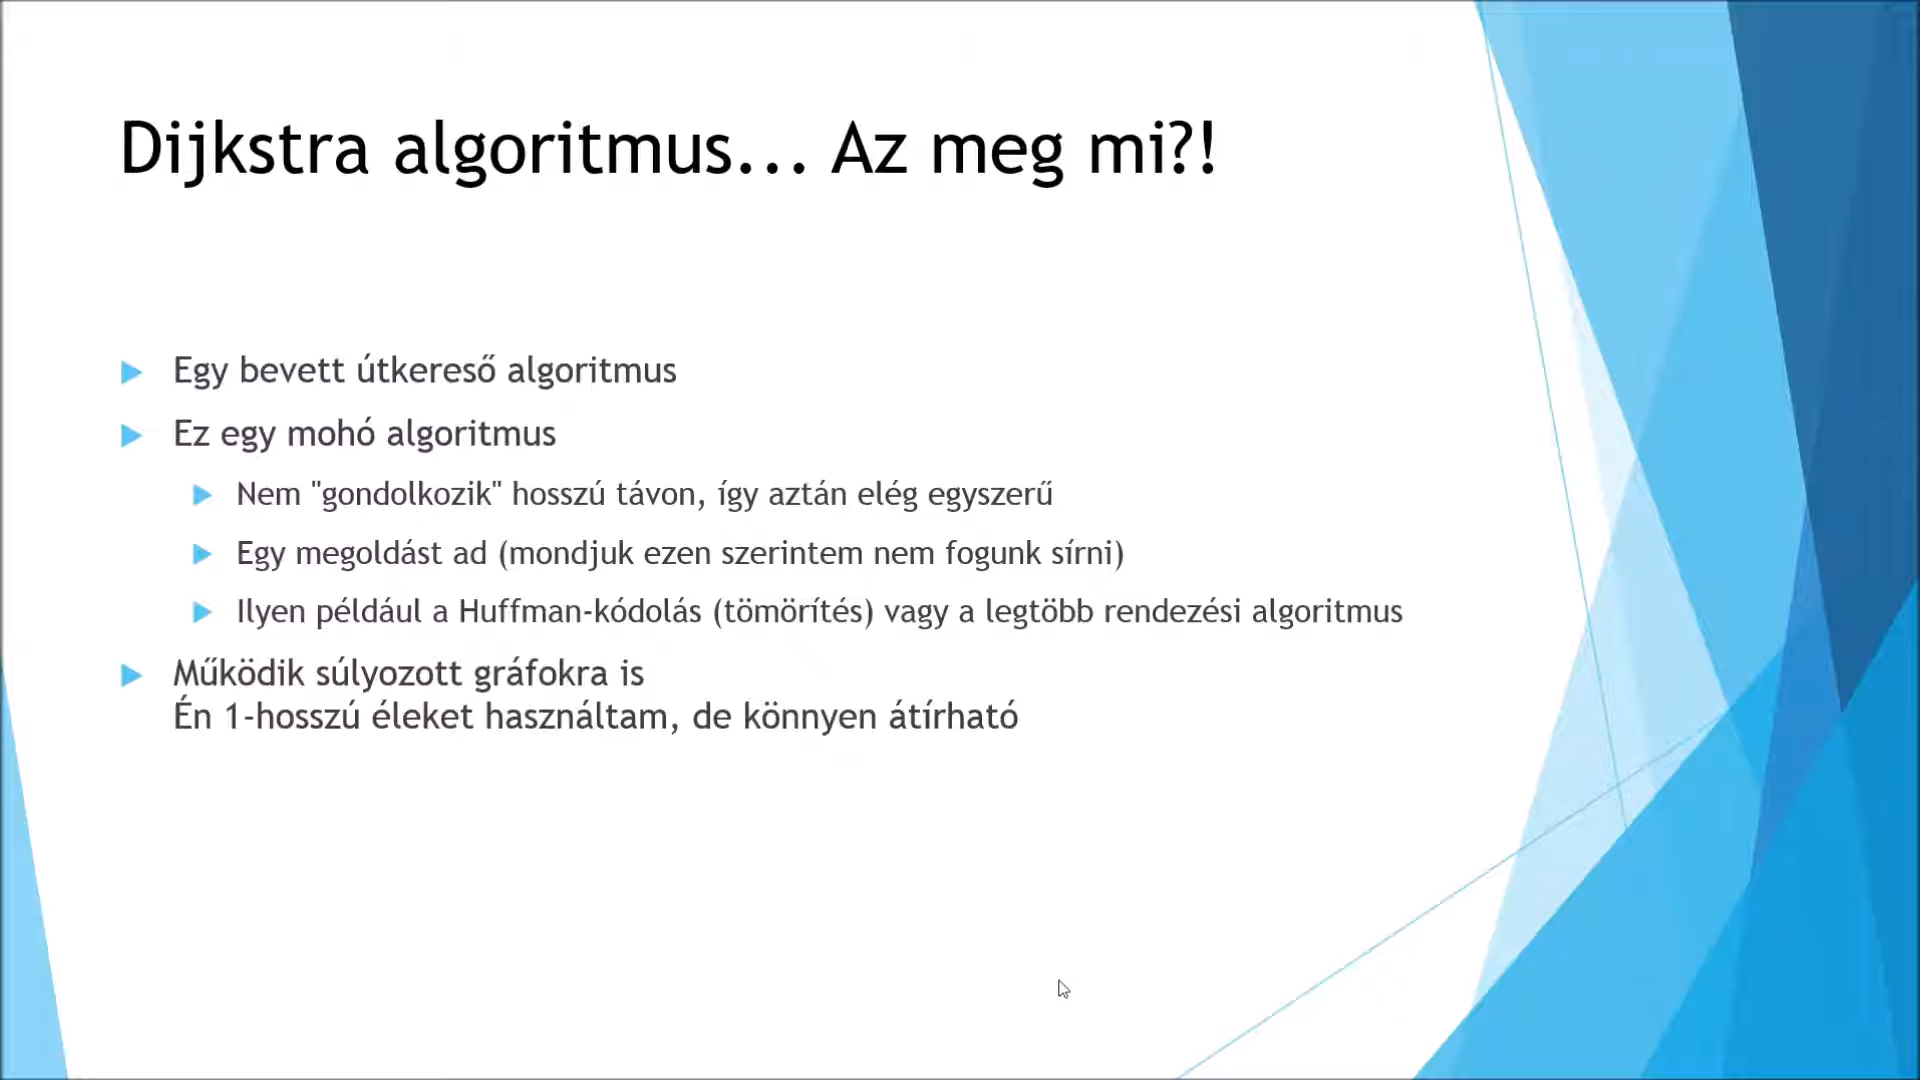 Dijkstra algoritmus... Az meg mi?!
Egy bevett útkereső algoritmus
Ez egy mohó algoritmus
Nem "gondolkozik" hosszú távon, így aztán elég egyszerű
Egy megoldást ad (mondjuk ezen szerintem nem fogunk sírni)
Ilyen például a Huffman-kódolás (tömörítés) vagy a legtöbb rendezési algoritmus
Működik súlyozott gráfokra is
Én 1-hosszú éleket használtam, de könnyen átírható